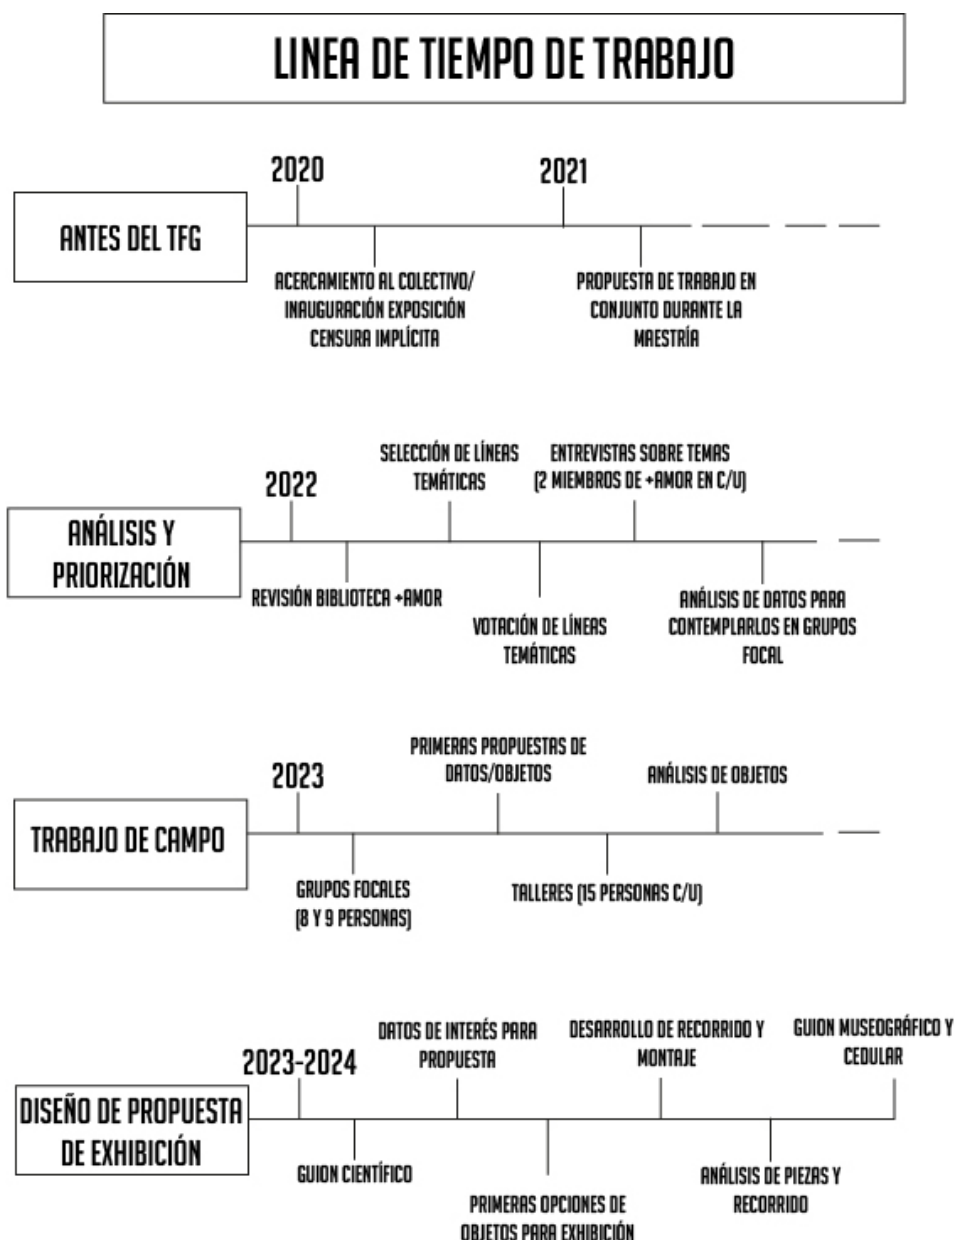 LINEA DE TIEMPO DE TRABAJO
2020
2021
ANTES DEL TFG
ACERCAMIENTO AL COLECTIVO/
INAUGURACIÓN EXPOSICIÓN
CENSURA IMPLÍCITA
PROPUESTA DE TRABAJO EN
CONJUNTO DURANTE LA
MAESTRÍA
SELECCIÓN DE LÍNEAS
TEMÁTICAS
ENTREVISTAS SOBRE TEMAS
(2 MIEMBROS DE +AMOR EN C/U)
2022
ANÁLISIS Y
PRIORIZACIÓN
REVISIÓN BIBLIOTECA +AMOR
VOTACIÓN DE LÍNEAS
TEMÁTICAS
ANÁLISIS DE DATOS PARA
CONTEMPLARLOS EN GRUPOS
FOCAL
PRIMERAS PROPUESTAS DE
DATOS/OBJETOS
ANÁLISIS DE OBJETOS
2023
TRABAJO DE CAMPO
GRUPOS FOCALES
(8 Y 9 PERSONAS)
TALLERES (15 PERSONAS C/U)
DATOS DE INTERÉS PARA
PROPUESTA
DESARROLLO DE RECORRIDO Y
MONTAJE
GUION MUSEOGRÁFICO Y
CEDULAR
2023-2024
DISEÑO DE PROPUESTA
DE EXHIBICIÓN
GUION CIENTÍFICO
PRIMERAS OPCIONES DE
OBJETOS PARA EXHIBICIÓN
ANÁLISIS DE PIEZAS Y
RECORRIDO